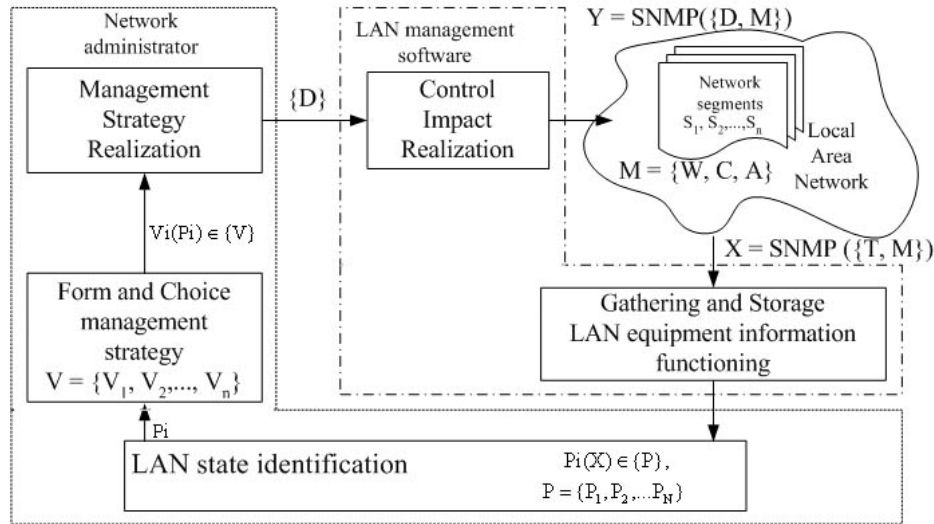 Network
administrator
Management
Strategy
Realization
{D}
LAN management
software
Control
Impact
Realization
Y = SNMP({D, M})
Network
segments
S₁, S₂,...,Sₙ
Local
Area
Network
M = {W, C, A}
X = SNMP ({T, M})
Vi(Pi) ∈ {V}
Form and Choice
management
strategy
V = {V₁, V₂,..., Vₙ}
Gathering and Storage
LAN equipment information
functioning
Pi
LAN state identification
Pi(X) ∈ {P},
P = {P₁, P₂, ...P_N}